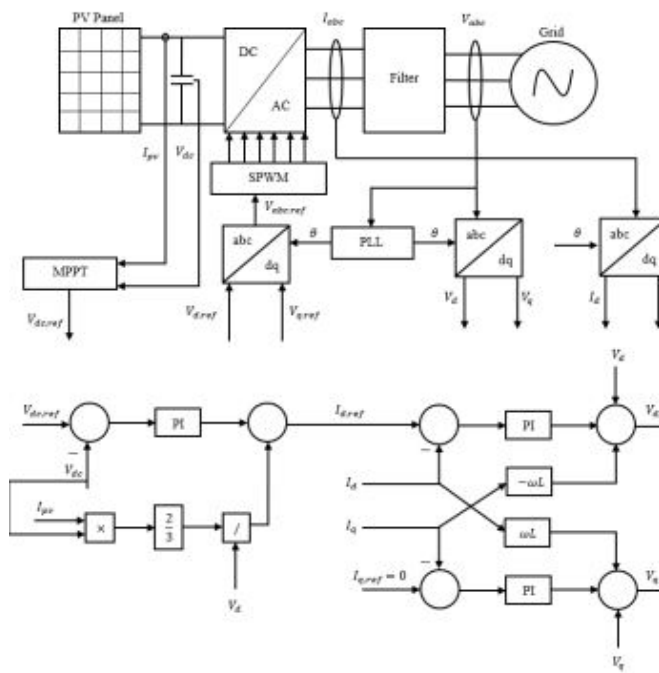 PV Panel
I_abc
V_abc
Grid
DC
AC
Filter
I_pv
V_dc
SPWM
V_abc.ref
abc
dq
θ
PLL
θ
abc
dq
θ
abc
dq
MPPT
V_dc.ref
V_d.ref
V_q.ref
V_d
V_q
I_d
V_d
V_dc.ref
PI
I_d.ref
PI
V_d
−
V_dc
−
I_d
−ωL
I_pv
×
2/3
/
I_q
ωL
−
I_q.ref = 0
PI
V_q
V_d
V_q